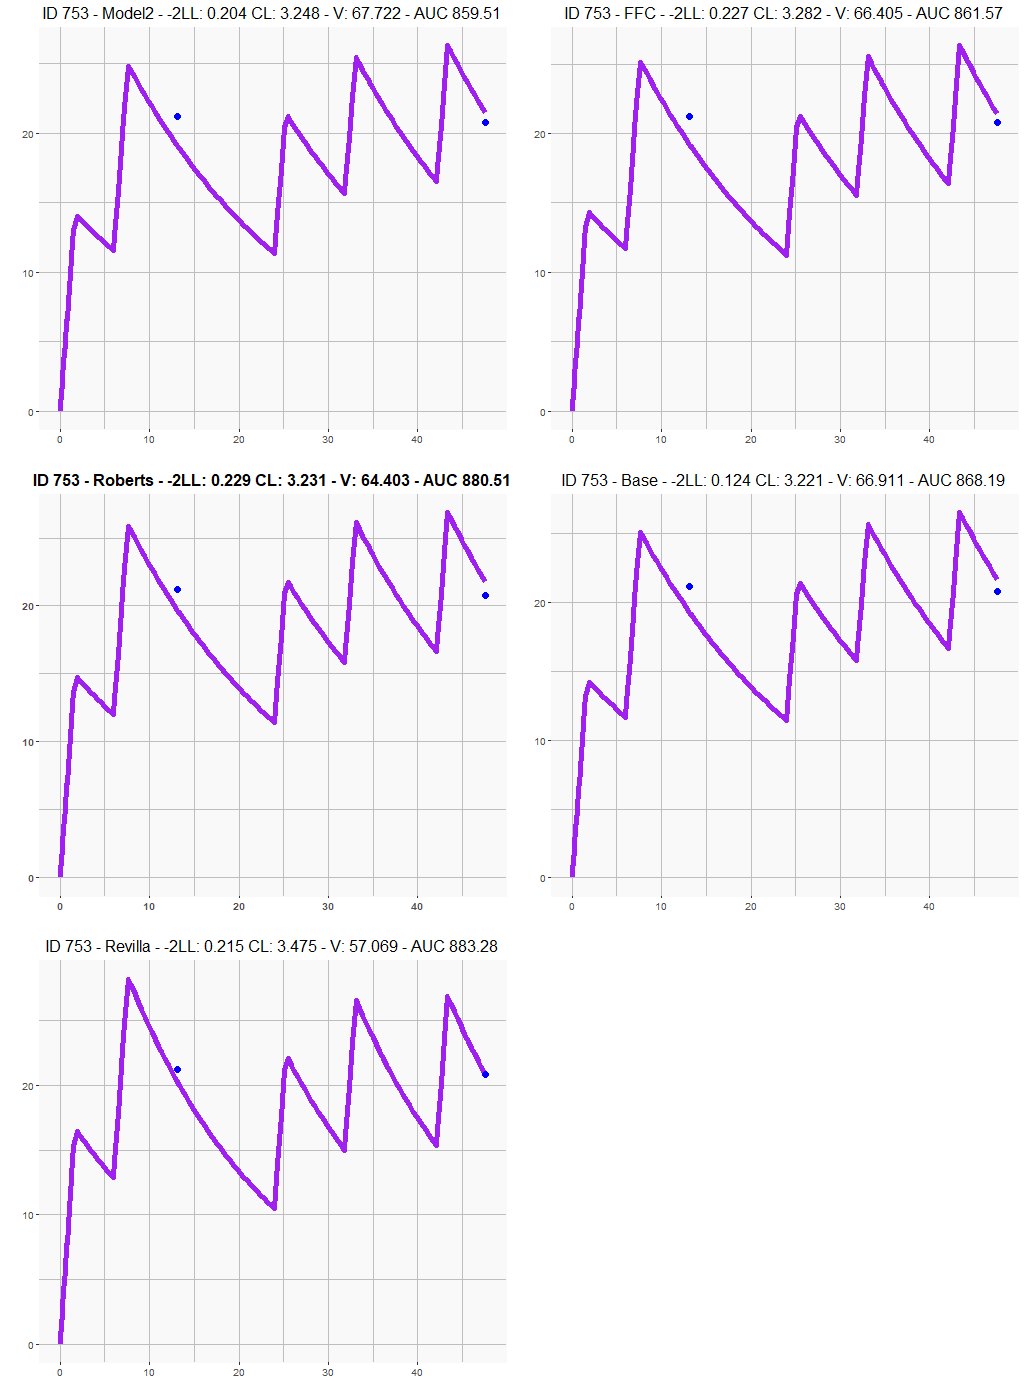 ID 753 - Model2 - -2LL: 0.204 CL: 3.248 - V: 67.722 - AUC 859.51
20
10
0
0 10 20 30 40
ID 753 - FFC - -2LL: 0.227 CL: 3.282 - V: 66.405 - AUC 861.57
20
10
0
0 10 20 30 40
ID 753 - Roberts - -2LL: 0.229 CL: 3.231 - V: 64.403 - AUC 880.51
20
10
0
0 10 20 30 40
ID 753 - Base - -2LL: 0.124 CL: 3.221 - V: 66.911 - AUC 868.19
20
10
0
0 10 20 30 40
ID 753 - Revilla - -2LL: 0.215 CL: 3.475 - V: 57.069 - AUC 883.28
20
10
0
0 10 20 30 40